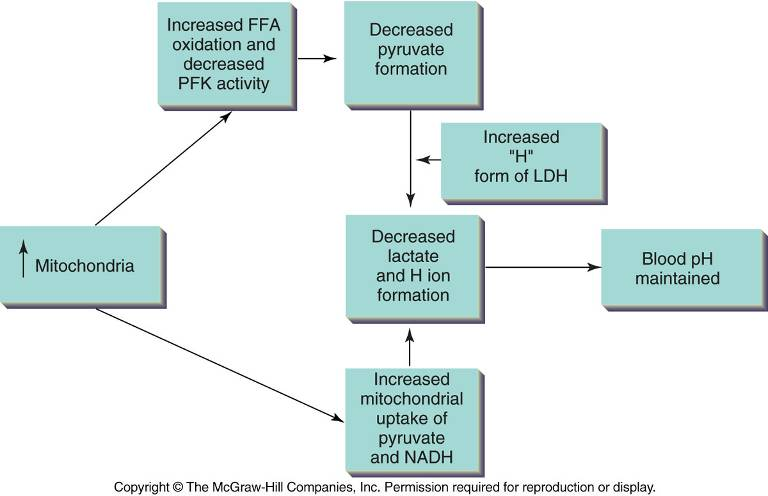 Increased FFA
oxidation and
decreased
PFK activity
Decreased
pyruvate
formation
Increased
"H"
form of LDH
Mitochondria
Decreased
lactate
and H ion
formation
Blood pH
maintained
Increased
mitochondrial
uptake of
pyruvate
and NADH
Copyright © The McGraw-Hill Companies, Inc. Permission required for reproduction or display.